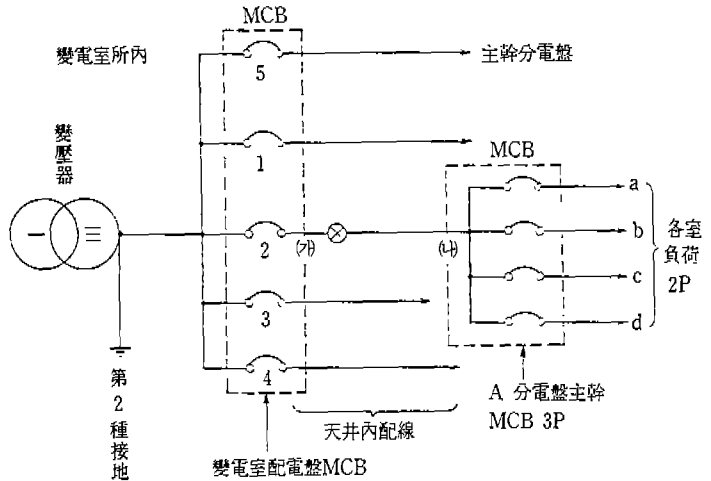 MCB
變電室所內
5
主幹分電盤
變壓器
1
MCB
一
三
2
(가)
(나)
a
b
c
d
各室
負荷
2P
3
4
第2種接地
天井內配線
A 分電盤主幹
MCB 3P
變電室配電盤MCB